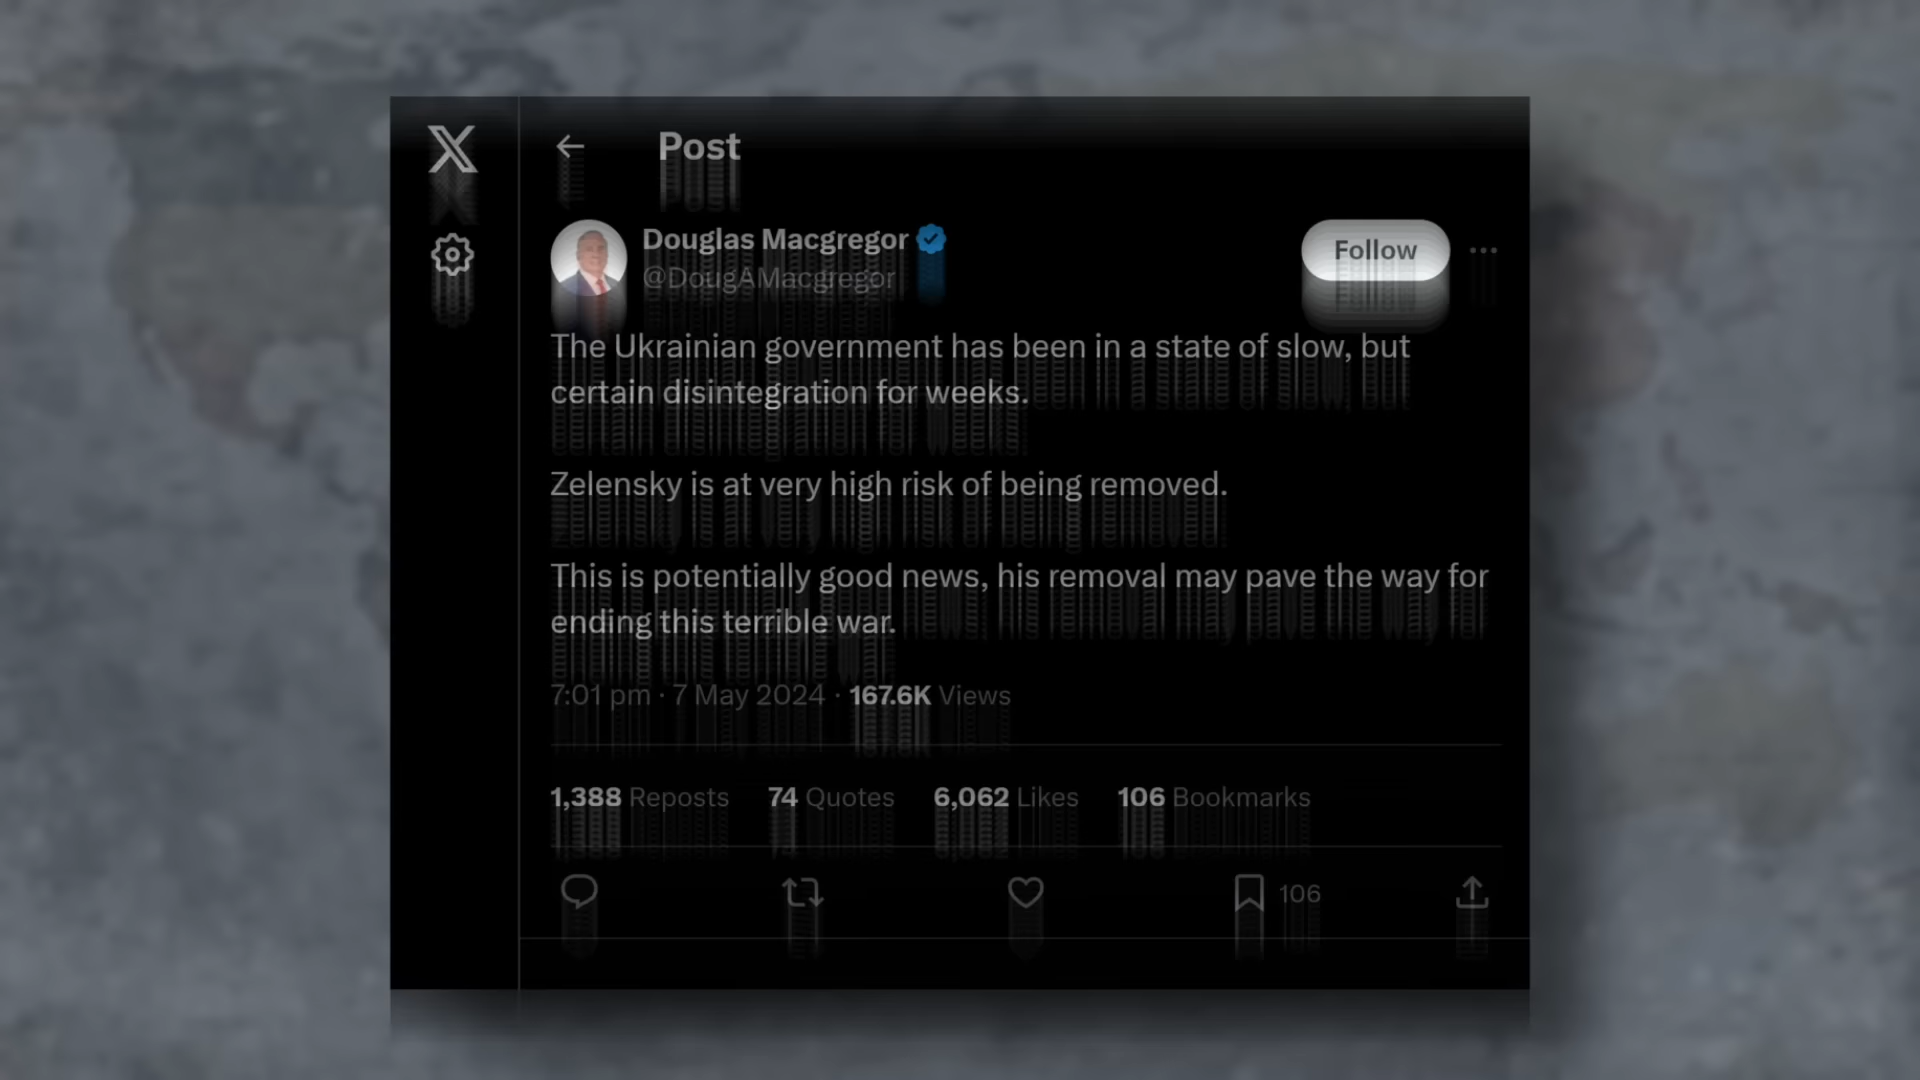 Post
Douglas Macgregor
@DougAMacgregor
Follow
The Ukrainian government has been in a state of slow, but
certain disintegration for weeks.
Zelensky is at very high risk of being removed.
This is potentially good news, his removal may pave the way for
ending this terrible war.
7:01 pm · 7 May 2024 · 167.6K Views
1,388 Reposts 74 Quotes 6,062 Likes 106 Bookmarks
106